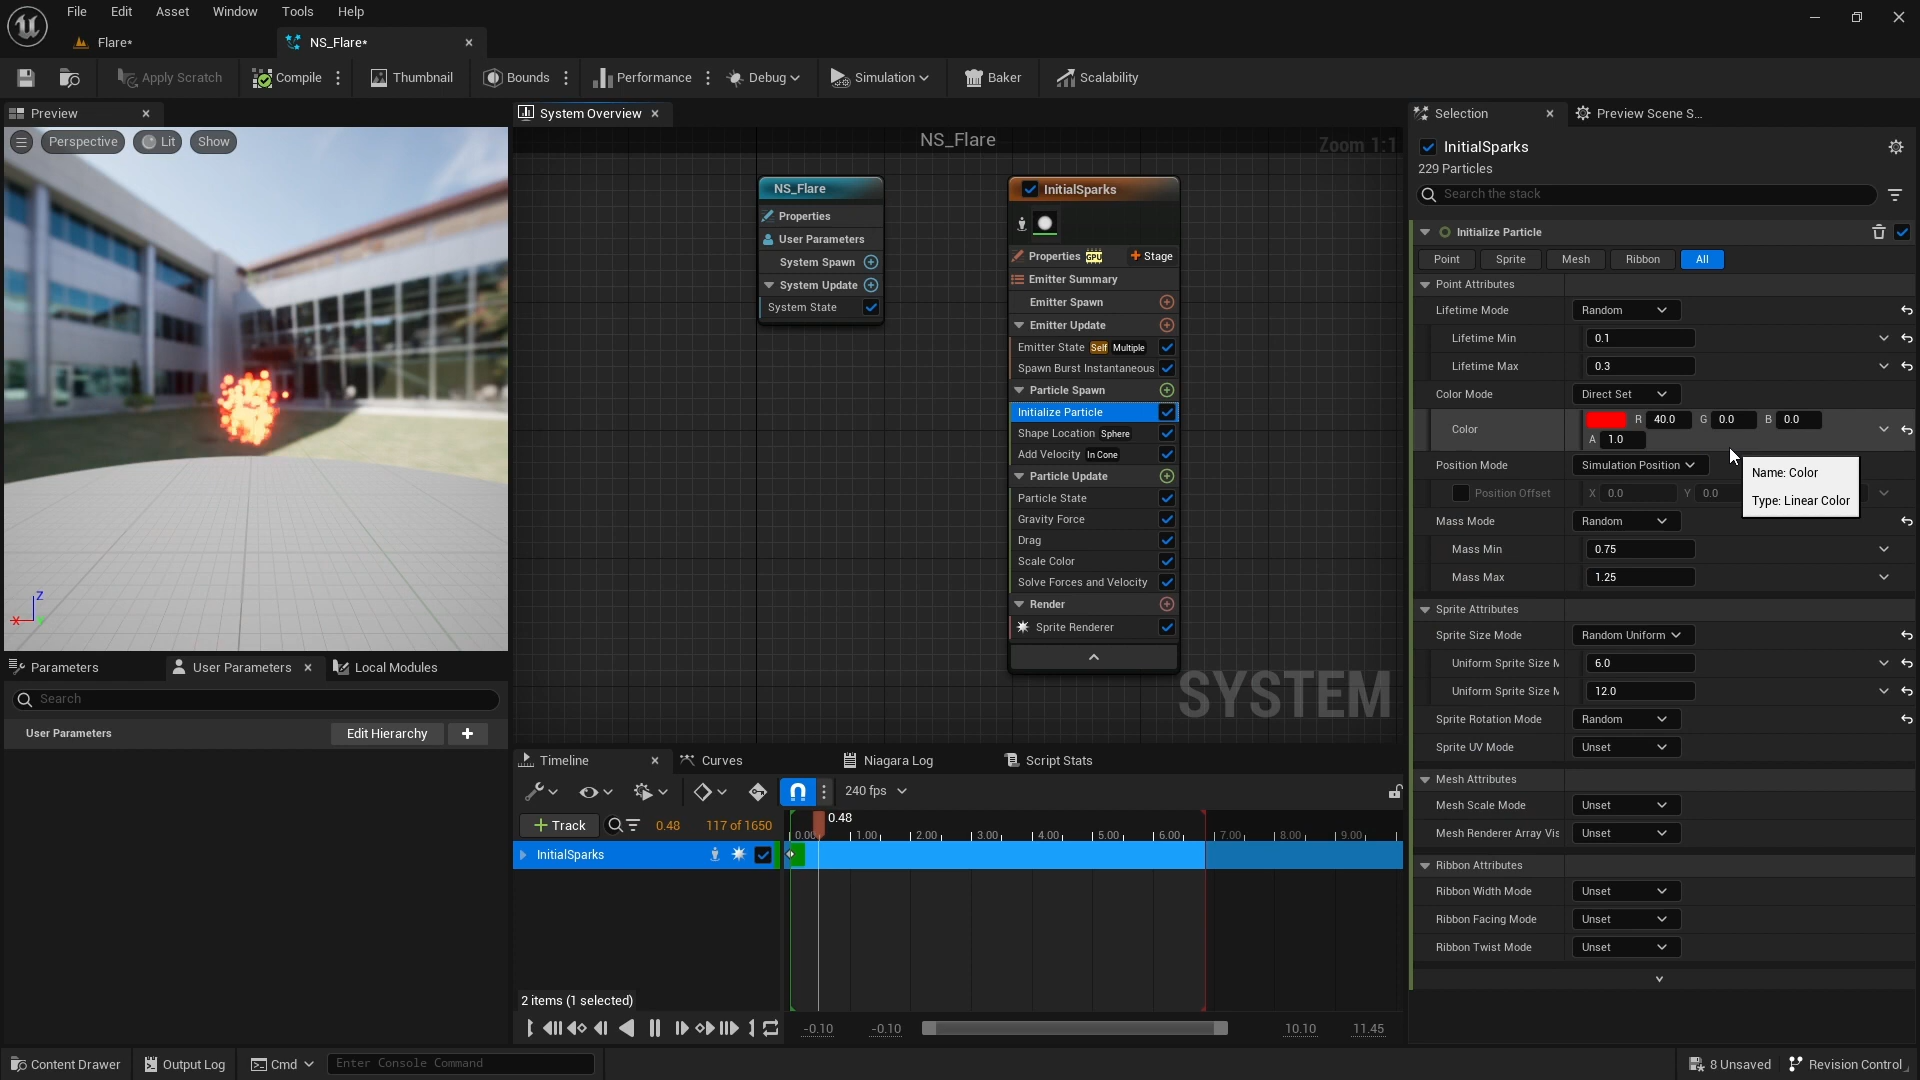 File Edit Asset Window Tools Help
Flare* NS_Flare*
Apply Scratch Compile Thumbnail Bounds Performance Debug Simulation Baker Scalability
Preview System Overview Selection Preview Scene S...
Perspective Lit Show
NS_Flare Zoom 1:1
InitialSparks
229 Particles
Search the stack
NS_Flare
Properties
User Parameters
System Spawn
System Update
System State
InitialSparks
Properties GPU Stage
Emitter Summary
Emitter Spawn
Emitter Update
Emitter State Self Multiple
Spawn Burst Instantaneous
Particle Spawn
Initialize Particle
Shape Location Sphere
Add Velocity In Cone
Particle Update
Particle State
Gravity Force
Drag
Scale Color
Solve Forces and Velocity
Render
Sprite Renderer
SYSTEM
Z
X
Initialize Particle
Point Sprite Mesh Ribbon All
Point Attributes
Lifetime Mode Random
Lifetime Min 0.1
Lifetime Max 0.3
Color Mode Direct Set
Color R 40.0 G 0.0 B 0.0
A 1.0
Position Mode Simulation Position
Position Offset X 0.0 Y 0.0
Name: Color
Type: Linear Color
Mass Mode Random
Mass Min 0.75
Mass Max 1.25
Sprite Attributes
Sprite Size Mode Random Uniform
Uniform Sprite Size M 6.0
Uniform Sprite Size M 12.0
Sprite Rotation Mode Random
Sprite UV Mode Unset
Mesh Attributes
Mesh Scale Mode Unset
Mesh Renderer Array Vis Unset
Ribbon Attributes
Ribbon Width Mode Unset
Ribbon Facing Mode Unset
Ribbon Twist Mode Unset
Parameters User Parameters Local Modules
Search
User Parameters Edit Hierarchy
Timeline Curves Niagara Log Script Stats
240 fps
Track 0.48 117 of 1650
0.48
0.00 1.00 2.00 3.00 4.00 5.00 6.00 7.00 8.00 9.00
InitialSparks
2 items (1 selected)
-0.10 -0.10 10.10 11.45
Content Drawer Output Log Cmd Enter Console Command 8 Unsaved Revision Control